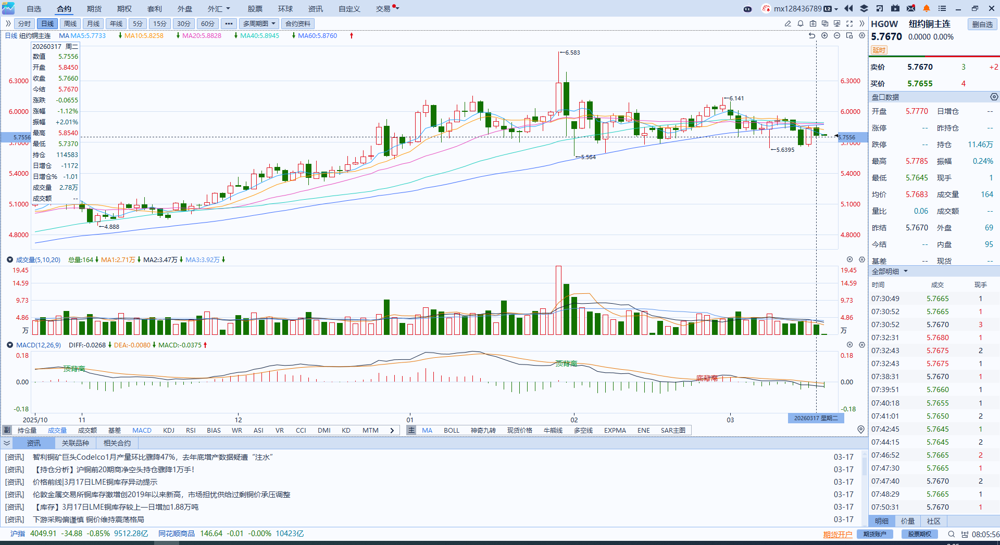 自选 合约 期货 期权 套利 外盘 外汇 股票 环球 资讯 自定义 交易 mx128436789 L2
分时 日线 周线 月线 年线 5分 15分 30分 60分 ••• 多周期图 合约资料
HG0W 纽约铜主连 删自选
5.7670 0.0000 0.00%
延时
日线 纽约铜主连 MA MA5:5.7733 MA10:5.8258 MA20:5.8828 MA40:5.8945 MA60:5.8760
20260317 周二
数值 5.7556
开盘 5.8450
收盘 5.7660
今结 5.7670
涨跌 -0.0655
涨幅 -1.12%
振幅 +2.01%
最高 5.8540
最低 5.7370
持仓 114583
日增仓 -1172
日增仓% -1.01
成交量 2.78万
成交额 --
6.3000
6.0000
5.7556
5.7000
5.4000
5.1000
4.8000
←6.583
←6.141
←5.6395
←5.564
←4.888
6.3000
6.0000
5.7556
5.7000
5.4000
5.1000
4.8000
成交量(5,10,20) 总量:164 MA1:2.71万 MA2:3.47万 MA3:3.92万
19.45 19.45
14.59 14.59
9.73 9.73
4.86 4.86
万 万
MACD(12,26,9) DIFF:-0.0268 DEA:-0.0080 MACD:-0.0375
0.18 0.18
顶背离 顶背离 底背离
0.00 0.00
-0.18 -0.18
2025/10 11 12 01 02 03 20260317 星期二
副 持仓量 成交量 成交额 基差 MACD KDJ RSI BIAS WR ASI VR CCI DMI KD MTM 主 MA BOLL 神奇九转 现货价格 牛熊线 多空线 EXPMA ENE SAR主图
资讯 关联品种 相关合约
[资讯] 智利铜矿巨头Codelco1月产量环比骤降47%，去年底增产数据疑遭“注水” 03-17
[资讯] 【持仓分析】沪铜前20期商净空头持仓骤降1万手！ 03-17
[资讯] 价格前线|3月17日LME铜库存异动提示 03-17
[资讯] 伦敦金属交易所铜库存激增创2019年以来新高，市场担忧供给过剩铜价承压调整 03-17
[资讯] 【库存】3月17日LME铜库存较上一日增加1.88万吨 03-17
[资讯] 下游采购偏谨慎 铜价维持震荡格局 03-17
卖价 5.7670 3 +2
买价 5.7655 4
盘口数据
开盘 5.7770 日增仓 --
涨停 -- 昨持仓 --
跌停 -- 持仓 11.46万
最高 5.7785 振幅 0.24%
最低 5.7645 现手 1
均价 5.7683 成交量 164
量比 0.06 成交额 --
昨结 5.7670 外盘 69
今结 -- 内盘 95
基差 -- 现货 --
全部明细
时间 成交 现手
07:30:49 5.7665 1
07:30:52 5.7665 1
07:30:52 5.7670 3
07:32:31 5.7680 1
07:32:43 5.7675 2
07:32:43 5.7675 1
07:38:31 5.7670 1
07:39:51 5.7660 1
07:40:18 5.7655 1
07:41:01 5.7650 2
07:42:45 5.7645 1
07:44:15 5.7645 2
07:46:52 5.7665 2
07:47:30 5.7665 1
07:47:40 5.7670 2
07:48:29 5.7665 1
07:50:31 5.7670 1
明细 价量 社区
沪指 4049.91 -34.88 -0.85% 9512.28亿 同花顺商品 146.64 -0.01 -0.00% 10423亿 期货开户 期货账户 股票期权 08:05:56